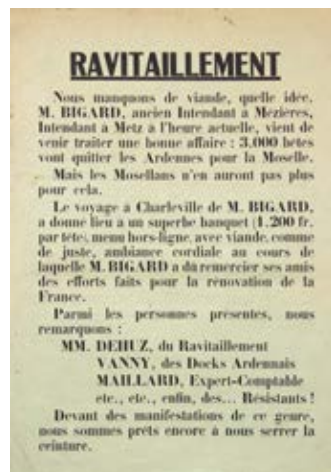 RAVITAILLEMENT
Nous manquons de viande, quelle idée,
M. BIGARD, ancien Intendant à Mézières,
Intendant à Metz à l'heure actuelle, vient de
venir traiter une bonne affaire : 3.000 bêtes
vont quitter les Ardennes pour la Moselle.
Mais les Mosellans n'en auront pas plus
pour cela.
Le voyage à Charleville de M. BIGARD,
a donné lieu à un superbe banquet (1.200 fr.
par tête), menu hors-ligne, avec viande, comme
de juste, ambiance cordiale au cours de
laquelle M. BIGARD a dû remercier ses amis
des efforts faits pour la rénovation de la
France.
Parmi les personnes présentes, nous
remarquons :
MM. DEHUZ, du Ravitaillement
VANNY, des Docks Ardennais
MAILLARD, Expert-Comptable
etc., etc., enfin, des... Résistants !
Devant des manifestations de ce genre,
nous sommes prêts encore à nous serrer la
ceinture.